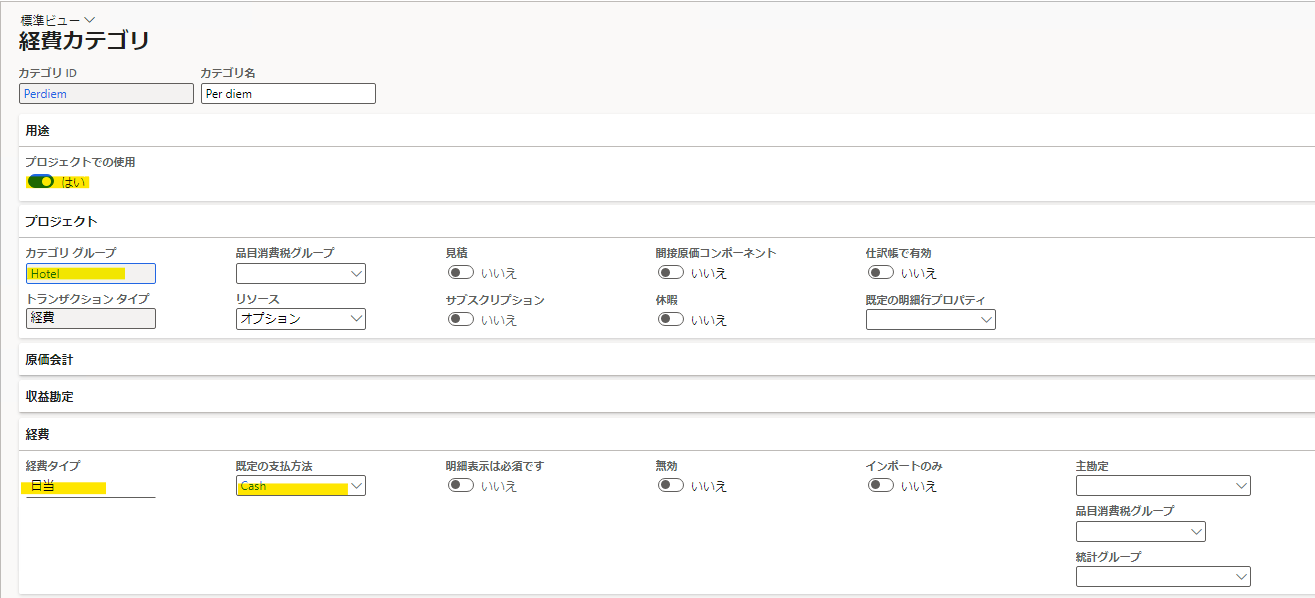 標準ビュー
経費カテゴリ
カテゴリ ID カテゴリ名
Perdiem Per diem
用途
プロジェクトでの使用
はい
プロジェクト
カテゴリ グループ 品目消費税グループ 見積 間接原価コンポーネント 仕訳帳で有効
Hotel いいえ いいえ いいえ
トランザクション タイプ リソース サブスクリプション 休暇 既定の明細行プロパティ
経費 オプション いいえ いいえ
原価会計
収益勘定
経費
経費タイプ 既定の支払方法 明細表示は必須です 無効 インポートのみ 主勘定
日当 Cash いいえ いいえ いいえ
品目消費税グループ
統計グループ